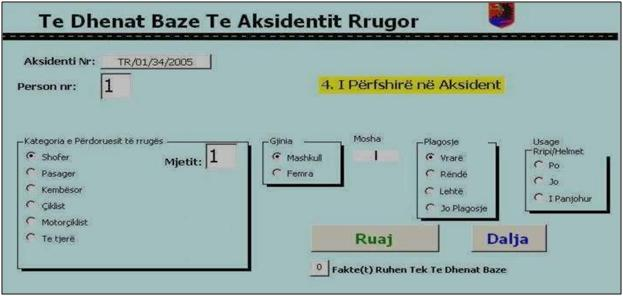 Te Dhenat Baze Te Aksidentit Rrugor
Aksidenti Nr: TR/01/34/2005
Person nr: 1
4. I Përfshirë në Aksident
Kategoria e Përdoruesit të rrugës
Shofer
Mjetit: 1
Pasager
Kembësor
Çiklist
Motorçiklist
Te tjerë
Gjinia
Mashkull
Femra
Mosha
Plagosje
Vrarë
Rëndë
Lehtë
Jo Plagosje
Usage
Rripi/Helmet
Po
Jo
I Panjohur
Ruaj
Dalja
0 Fakte(t) Ruhen Tek Te Dhenat Baze